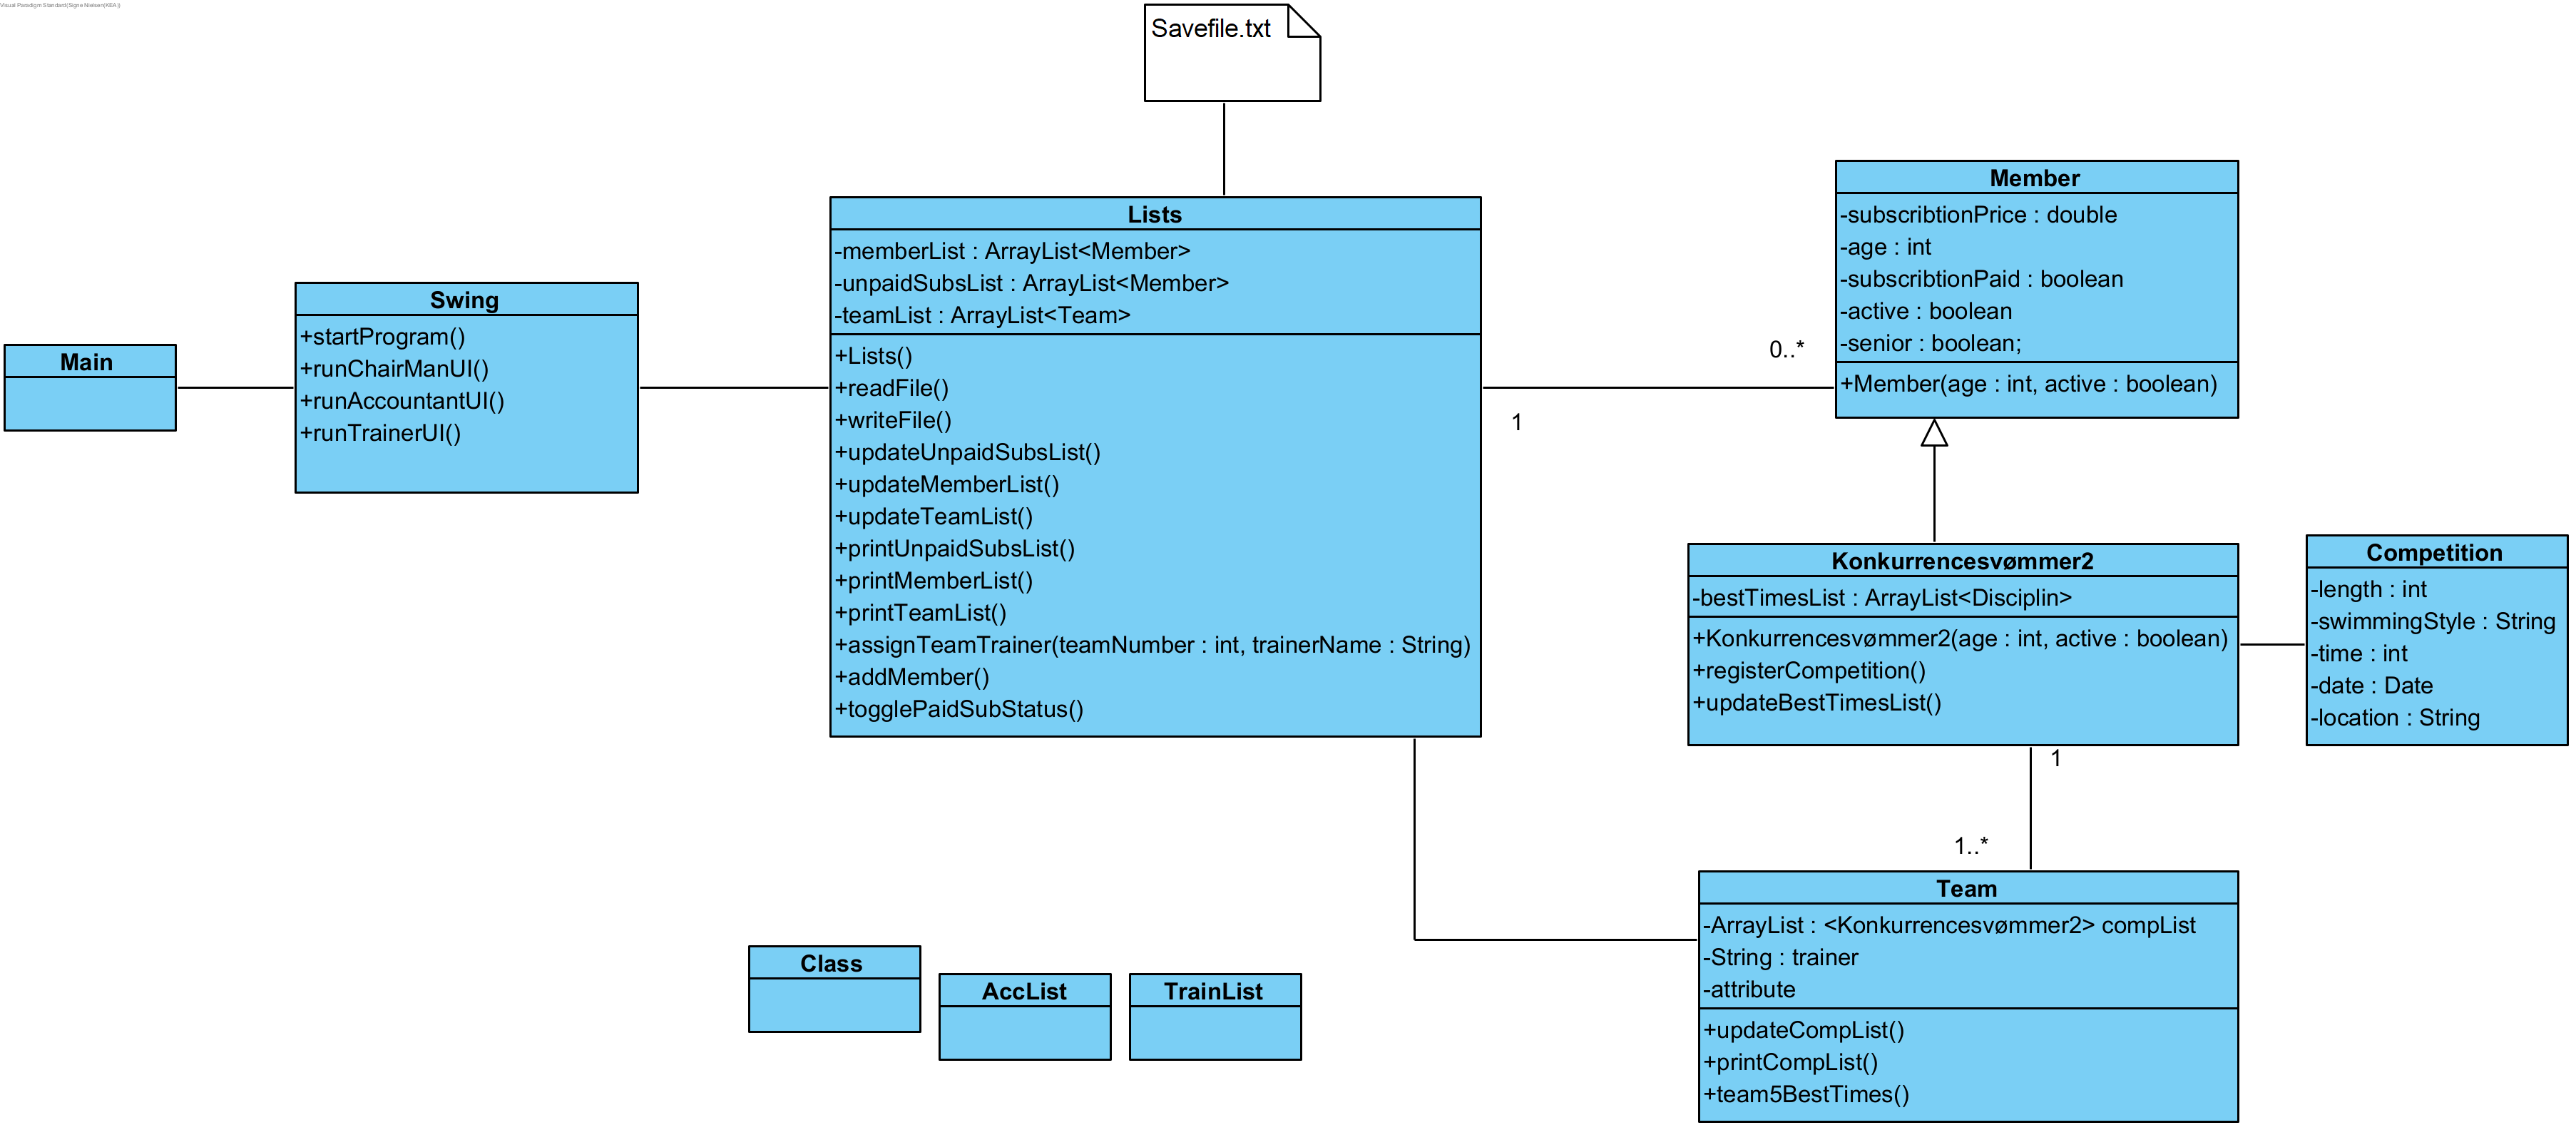 Visual Paradigm Standard(Signe Nielsen(KEA))
Savefile.txt
Main
Swing
+startProgram()
+runChairManUI()
+runAccountantUI()
+runTrainerUI()
Lists
-memberList : ArrayList<Member>
-unpaidSubsList : ArrayList<Member>
-teamList : ArrayList<Team>
+Lists()
+readFile()
+writeFile()
+updateUnpaidSubsList()
+updateMemberList()
+updateTeamList()
+printUnpaidSubsList()
+printMemberList()
+printTeamList()
+assignTeamTrainer(teamNumber : int, trainerName : String)
+addMember()
+togglePaidSubStatus()
0..*
1
Member
-subscribtionPrice : double
-age : int
-subscribtionPaid : boolean
-active : boolean
-senior : boolean;
+Member(age : int, active : boolean)
Konkurrencesvømmer2
-bestTimesList : ArrayList<Disciplin>
+Konkurrencesvømmer2(age : int, active : boolean)
+registerCompetition()
+updateBestTimesList()
Competition
-length : int
-swimmingStyle : String
-time : int
-date : Date
-location : String
1
1..*
Team
-ArrayList : <Konkurrencesvømmer2> compList
-String : trainer
-attribute
+updateCompList()
+printCompList()
+team5BestTimes()
Class
AccList
TrainList